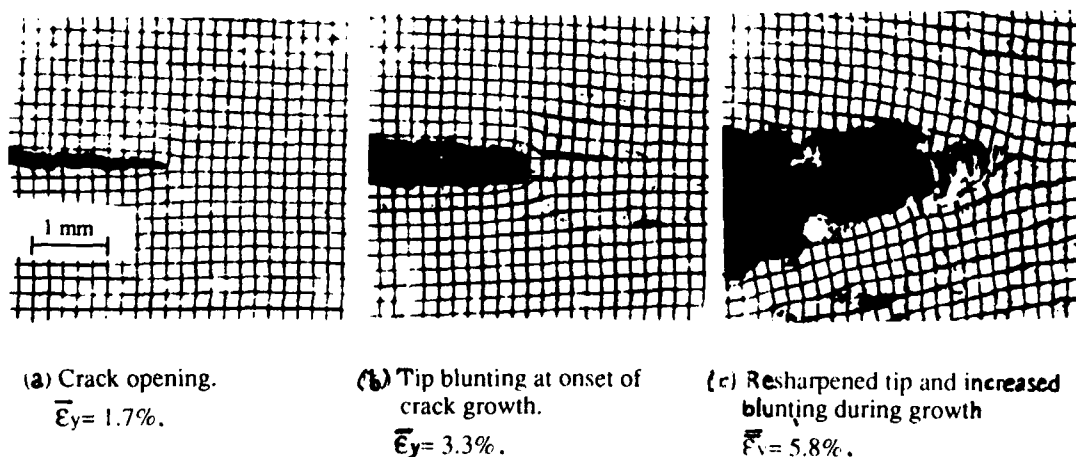 1 mm
(a) Crack opening.
ε̄y= 1.7%.
(b) Tip blunting at onset of
crack growth.
ε̄y= 3.3%.
(c) Resharpened tip and increased
blunting during growth
ε̄y= 5.8%.